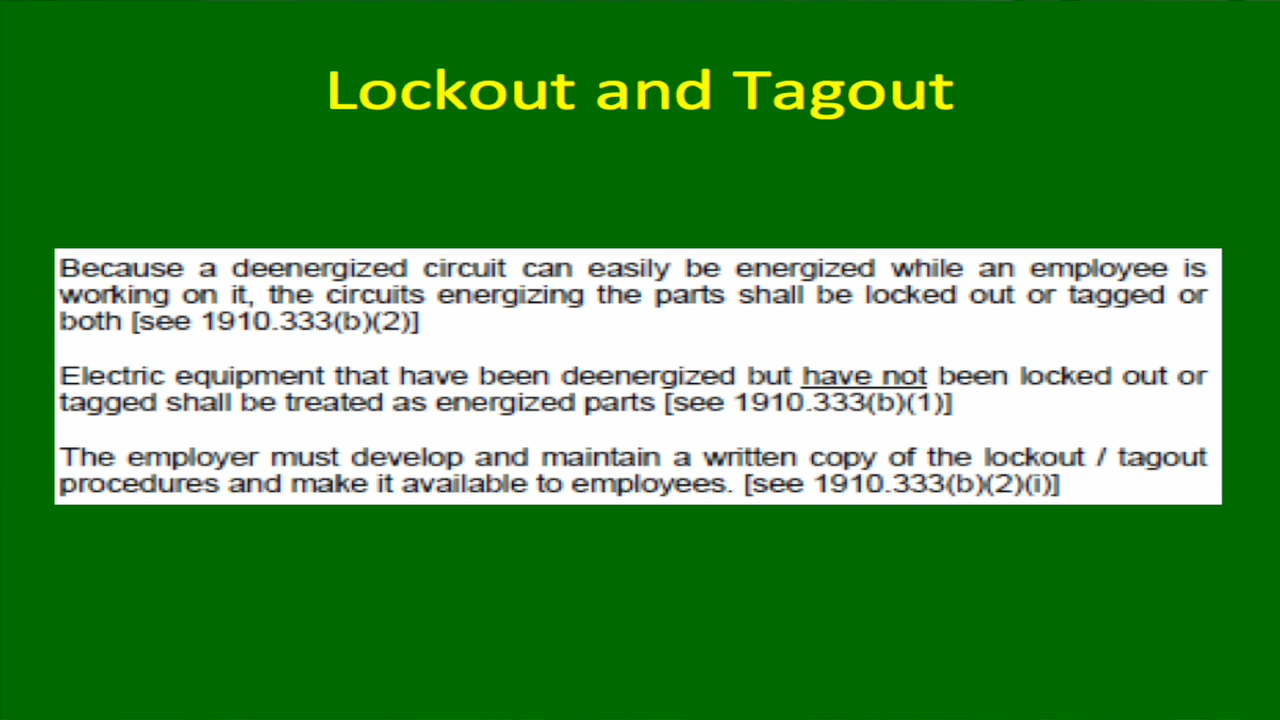 Lockout and Tagout
Because a deenergized circuit can easily be energized while an employee is
working on it, the circuits energizing the parts shall be locked out or tagged or
both [see 1910.333(b)(2)]
Electric equipment that have been deenergized but have not been locked out or
tagged shall be treated as energized parts [see 1910.333(b)(1)]
The employer must develop and maintain a written copy of the lockout / tagout
procedures and make it available to employees. [see 1910.333(b)(2)(i)]